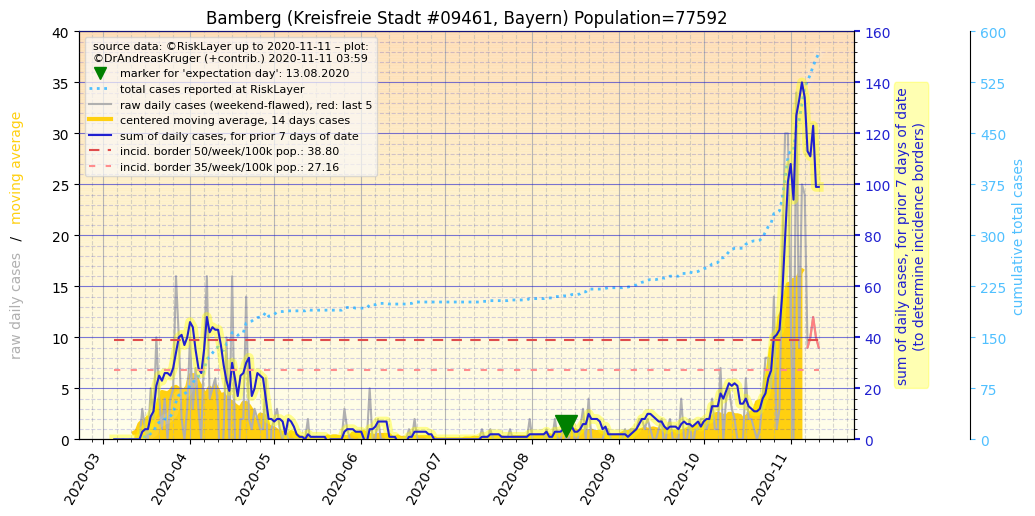 Bamberg (Kreisfreie Stadt #09461, Bayern) Population=77592
source data: ©RiskLayer up to 2020-11-11 – plot:
©DrAndreasKruger (+contrib.) 2020-11-11 03:59
marker for 'expectation day': 13.08.2020
total cases reported at RiskLayer
raw daily cases (weekend-flawed), red: last 5
centered moving average, 14 days cases
sum of daily cases, for prior 7 days of date
incid. border 50/week/100k pop.: 38.80
incid. border 35/week/100k pop.: 27.16
raw daily cases / moving average
40
35
30
25
20
15
10
5
0
160
140
120
100
80
60
40
20
0
sum of daily cases, for prior 7 days of date
(to determine incidence borders)
600
525
450
375
300
225
150
75
0
cumulative total cases
2020-03
2020-04
2020-05
2020-06
2020-07
2020-08
2020-09
2020-10
2020-11